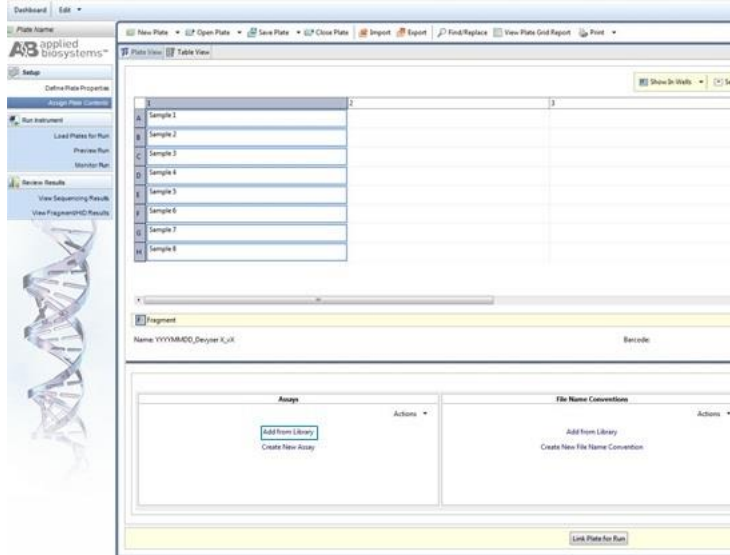 Dashboard Edit
Plate Name
New Plate Open Plate Save Plate Close Plate Import Export Find/Replace View Plate Grid Report Print
AB applied biosystems™
Plate View Table View
Setup
Define Plate Properties
Assign Plate Contents
Run Instrument
Load Plates for Run
Preview Run
Monitor Run
Review Results
View Sequencing Results
View Fragment/HID Results
Show In Wells
1 2 3
A Sample 1
B Sample 2
C Sample 3
D Sample 4
E Sample 5
F Sample 6
G Sample 7
H Sample 8
Fragment
Name: YYYYMMDD_Devyser X_vX Barcode:
Assays File Name Conventions
Actions Actions
Add from Library Add from Library
Create New Assay Create New File Name Convention
Link Plate for Run